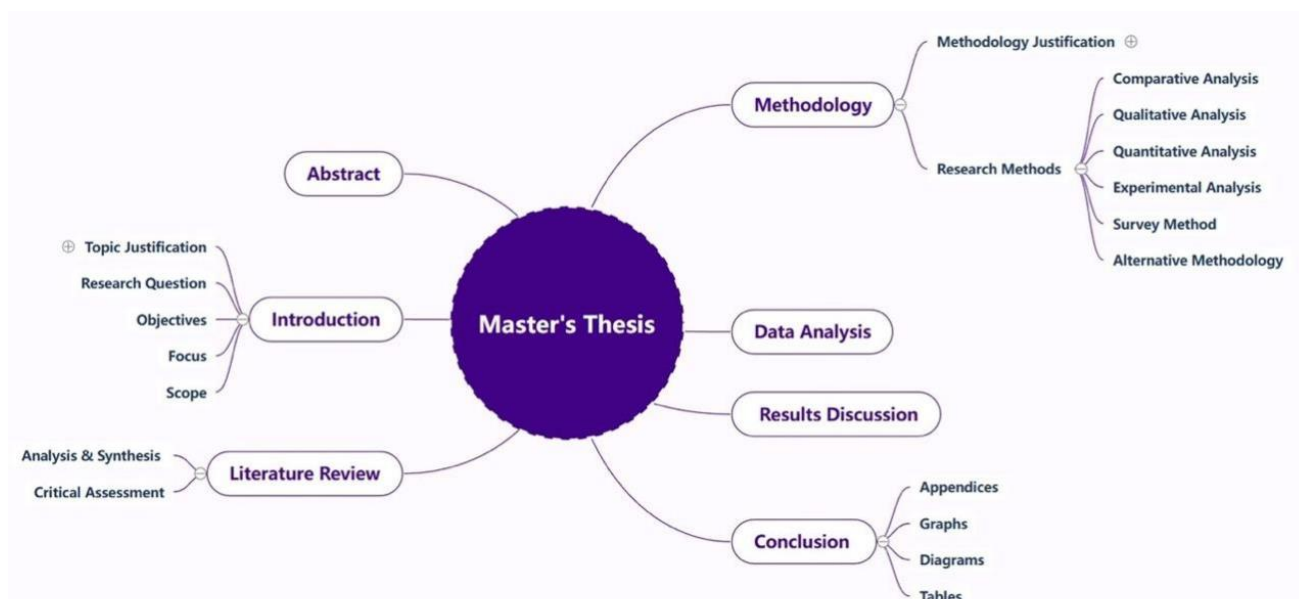 Master's Thesis
Abstract
Introduction
Topic Justification
Research Question
Objectives
Focus
Scope
Literature Review
Analysis & Synthesis
Critical Assessment
Methodology
Methodology Justification
Research Methods
Comparative Analysis
Qualitative Analysis
Quantitative Analysis
Experimental Analysis
Survey Method
Alternative Methodology
Data Analysis
Results Discussion
Conclusion
Appendices
Graphs
Diagrams
Tables